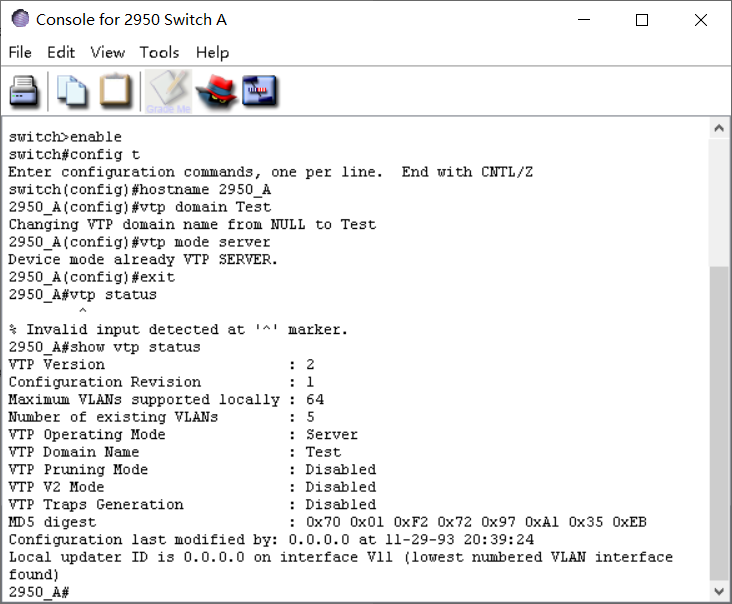 Console for 2950 Switch A
File Edit View Tools Help
Grade Me
switch>enable
switch#config t
Enter configuration commands, one per line.  End with CNTL/Z
switch(config)#hostname 2950_A
2950_A(config)#vtp domain Test
Changing VTP domain name from NULL to Test
2950_A(config)#vtp mode server
Device mode already VTP SERVER.
2950_A(config)#exit
2950_A#vtp status
        ^
% Invalid input detected at '^' marker.
2950_A#show vtp status
VTP Version                     : 2
Configuration Revision          : 1
Maximum VLANs supported locally : 64
Number of existing VLANs        : 5
VTP Operating Mode              : Server
VTP Domain Name                 : Test
VTP Pruning Mode                : Disabled
VTP V2 Mode                     : Disabled
VTP Traps Generation            : Disabled
MD5 digest                      : 0x70 0x01 0xF2 0x72 0x97 0xA1 0x35 0xEB
Configuration last modified by: 0.0.0.0 at 11-29-93 20:39:24
Local updater ID is 0.0.0.0 on interface Vl1 (lowest numbered VLAN interface
found)
2950_A#